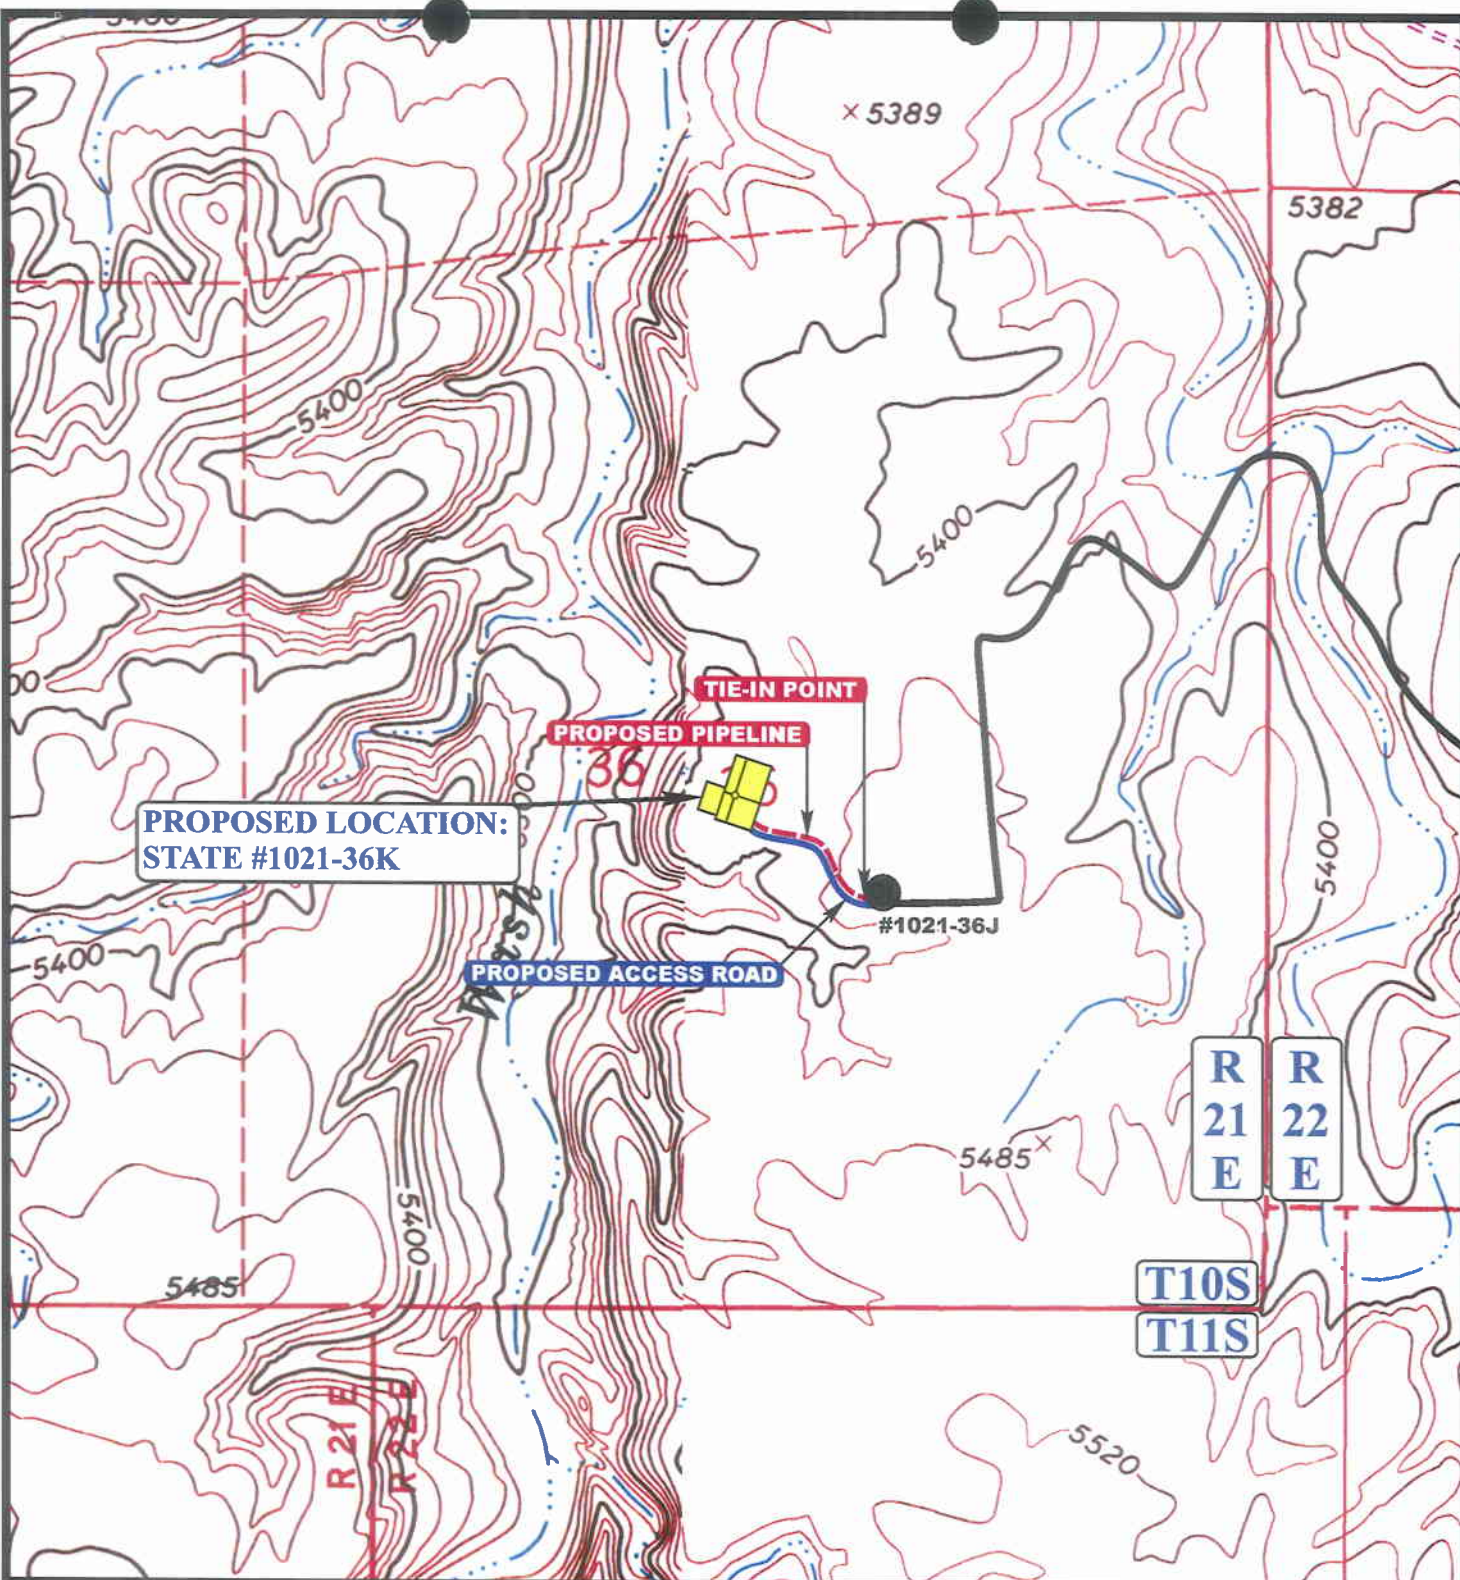 × 5389
5382
5400
5400
TIE-IN POINT
PROPOSED PIPELINE
36
PROPOSED LOCATION:
STATE #1021-36K
5400
#1021-36J
5400
PROPOSED ACCESS ROAD
R
21
E
R
22
E
5485
5400
5485
T10S
T11S
R 21 E
R 22 E
5520